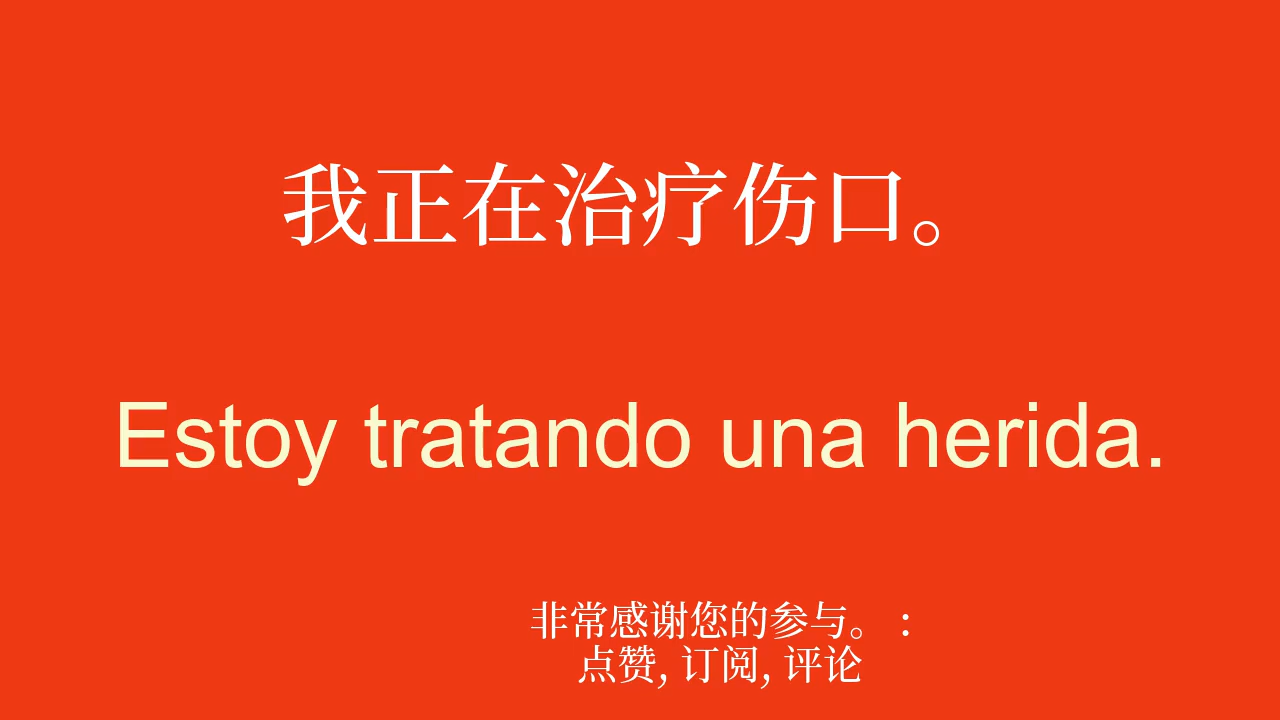 我正在治疗伤口。
Estoy tratando una herida.
非常感谢您的参与。 :
点赞, 订阅, 评论